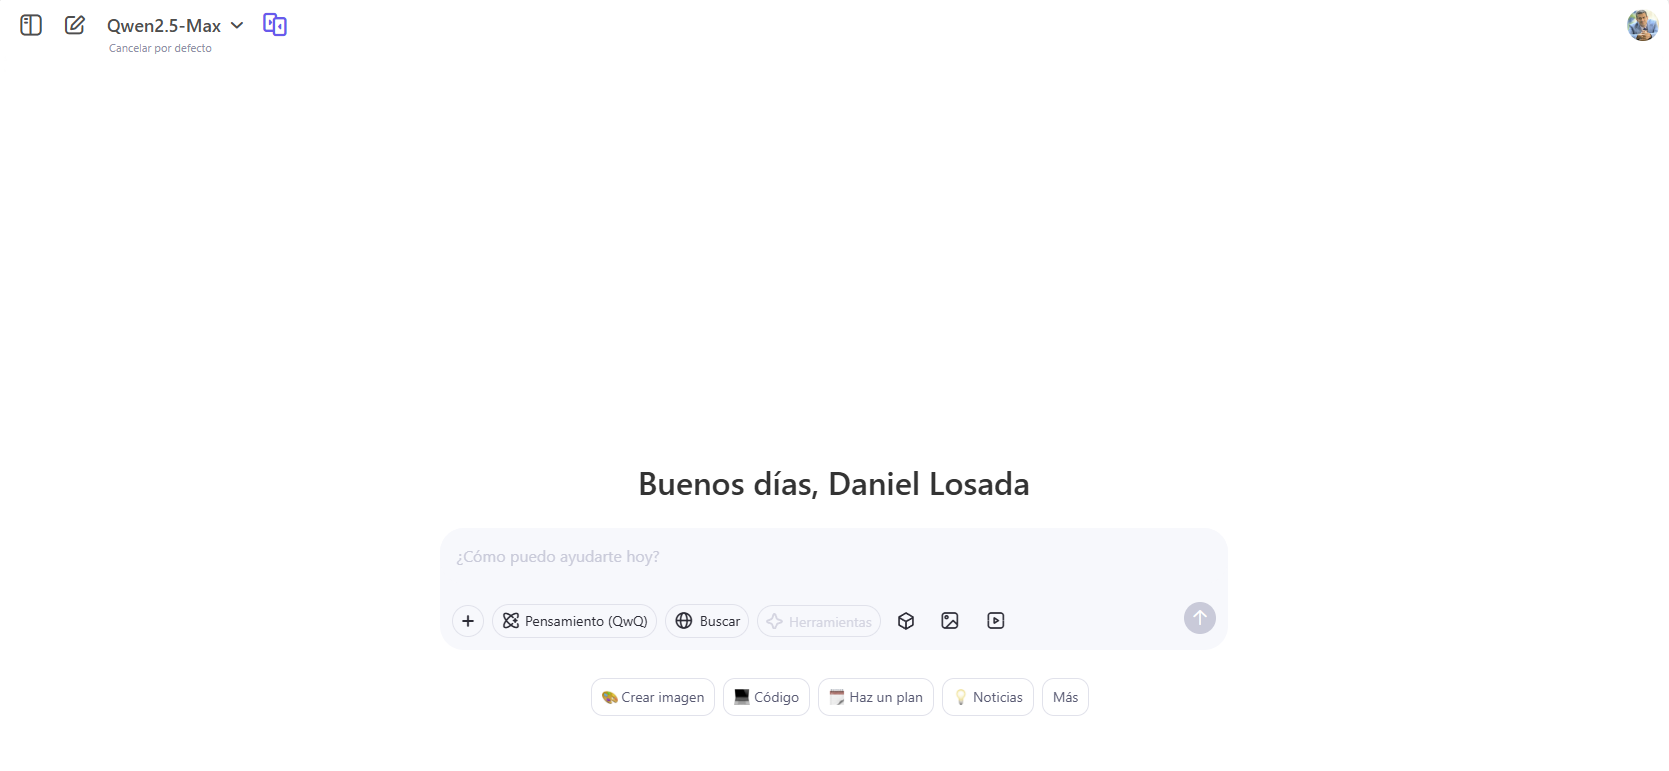 Qwen2.5-Max
Cancelar por defecto
Buenos días, Daniel Losada
¿Cómo puedo ayudarte hoy?
Pensamiento (QwQ) Buscar Herramientas
Crear imagen Código Haz un plan Noticias Más